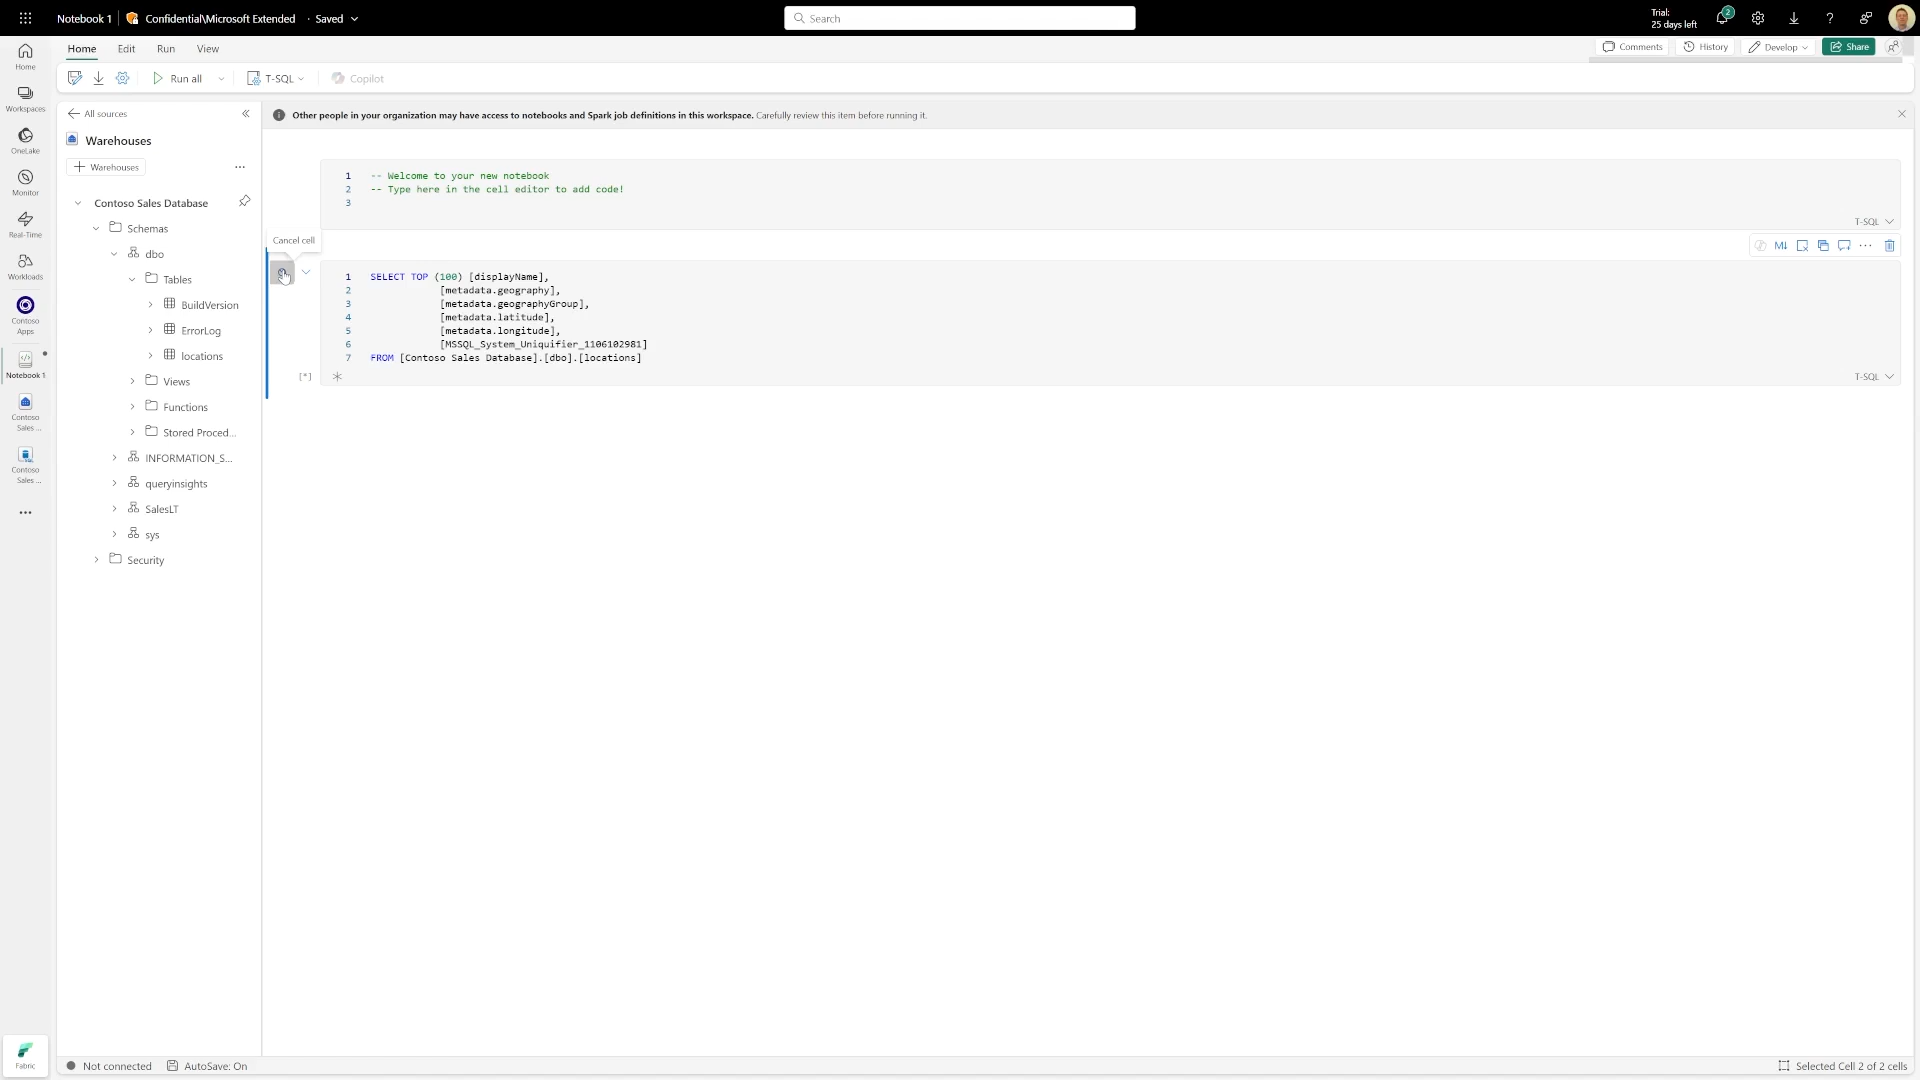 Notebook 1
Confidential\Microsoft Extended
· Saved
Search
Trial:
25 days left
2
Home
Edit
Run
View
Comments
History
Develop
Share
Run all
T-SQL
Copilot
Home
Workspaces
OneLake
Monitor
Real-Time
Workloads
Contoso
Apps
Notebook 1
Contoso
Sales ...
Contoso
Sales ...
Fabric
All sources
Warehouses
Warehouses
Contoso Sales Database
Schemas
dbo
Tables
BuildVersion
ErrorLog
locations
Views
Functions
Stored Proced...
INFORMATION_S...
queryinsights
SalesLT
sys
Security
Other people in your organization may have access to notebooks and Spark job definitions in this workspace. Carefully review this item before running it.
1 -- Welcome to your new notebook
2 -- Type here in the cell editor to add code!
3
T-SQL
Cancel cell
M↓
1 SELECT TOP (100) [displayName],
2 [metadata.geography],
3 [metadata.geographyGroup],
4 [metadata.latitude],
5 [metadata.longitude],
6 [MSSQL_System_Uniquifier_1106102981]
7 FROM [Contoso Sales Database].[dbo].[locations]
[*]
T-SQL
Not connected
AutoSave: On
Selected Cell 2 of 2 cells